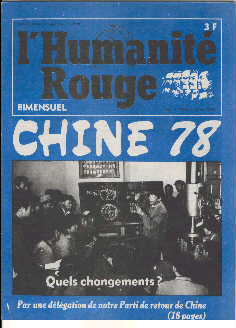 3 F
l'Humanité
Rouge
BIMENSUEL
CHINE 78
Quels changements ?
Par une délégation de notre Parti de retour de Chine
(16 pages)